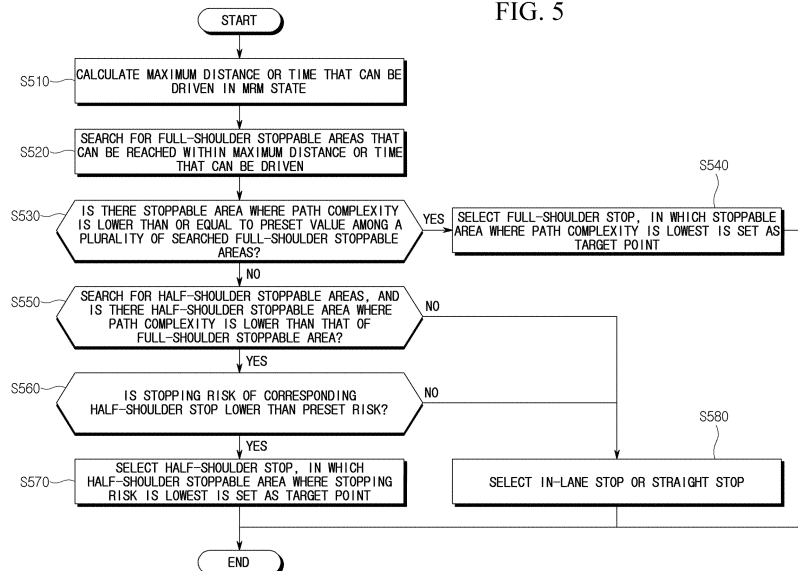 FIG. 5
START
S510
CALCULATE MAXIMUM DISTANCE OR TIME THAT CAN BE
DRIVEN IN MRM STATE
S520
SEARCH FOR FULL-SHOULDER STOPPABLE AREAS THAT
CAN BE REACHED WITHIN MAXIMUM DISTANCE OR TIME
THAT CAN BE DRIVEN
S530
IS THERE STOPPABLE AREA WHERE PATH COMPLEXITY
IS LOWER THAN OR EQUAL TO PRESET VALUE AMONG A
PLURALITY OF SEARCHED FULL-SHOULDER STOPPABLE
AREAS?
YES
S540
SELECT FULL-SHOULDER STOP, IN WHICH STOPPABLE
AREA WHERE PATH COMPLEXITY IS LOWEST IS SET AS
TARGET POINT
NO
S550
SEARCH FOR HALF-SHOULDER STOPPABLE AREAS, AND
IS THERE HALF-SHOULDER STOPPABLE AREA WHERE
PATH COMPLEXITY IS LOWER THAN THAT OF
FULL-SHOULDER STOPPABLE AREA?
NO
YES
S560
IS STOPPING RISK OF CORRESPONDING
HALF-SHOULDER STOP LOWER THAN PRESET RISK?
NO
YES
S570
SELECT HALF-SHOULDER STOP, IN WHICH
HALF-SHOULDER STOPPABLE AREA WHERE STOPPING
RISK IS LOWEST IS SET AS TARGET POINT
S580
SELECT IN-LANE STOP OR STRAIGHT STOP
END